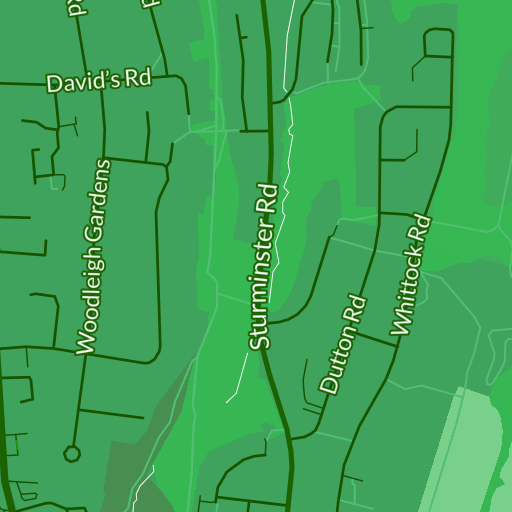 David's Rd
Woodleigh Gardens
Sturminster Rd
Whittock Rd
Dutton Rd